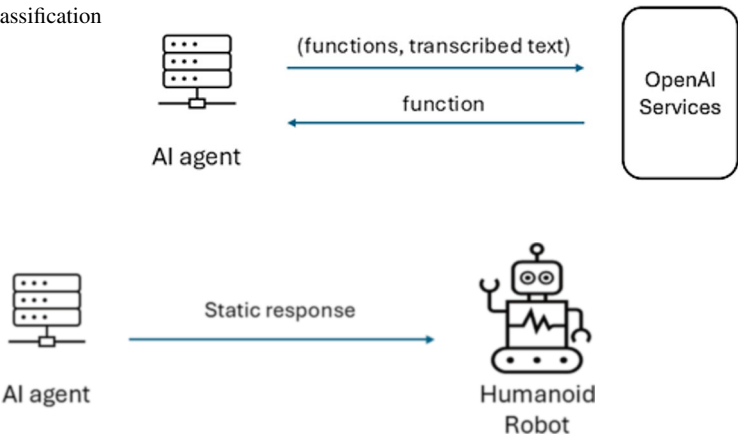 assification
(functions, transcribed text)
OpenAI
Services
function
AI agent
Static response
AI agent
Humanoid
Robot